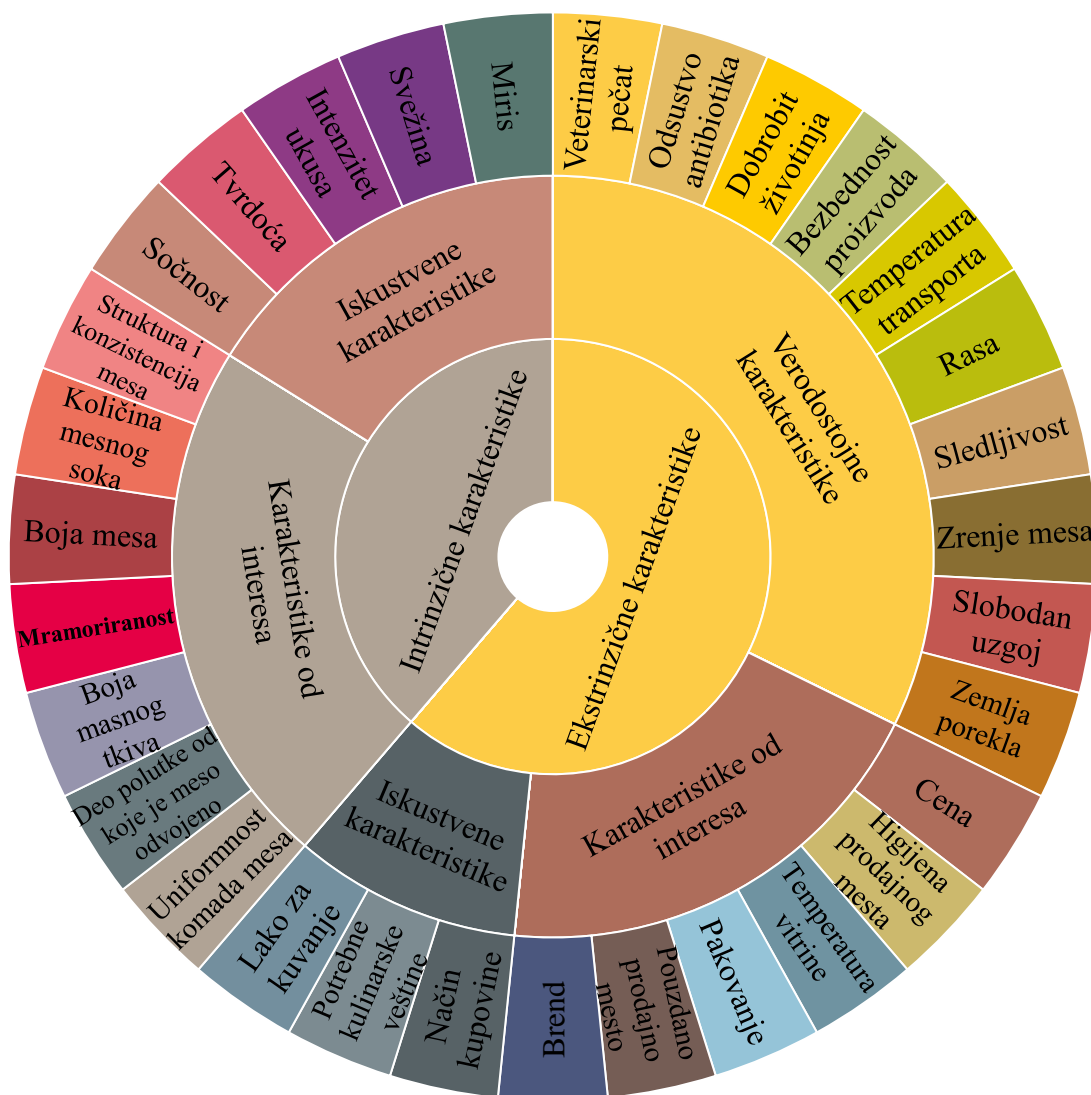 Ekstrinzične karakteristike
Intrinzične karakteristike
Verodostojne
karakteristike
Karakteristike od
interesa
Iskustvene
karakteristike
Karakteristike od
interesa
Iskustvene
karakteristike
Veterinarski
pečat
Odsustvo
antibiotika
Dobrobit
životinja
Bezbednost
proizvoda
Temperatura
transporta
Rasa
Sledljivost
Zrenje mesa
Slobodan
uzgoj
Zemlja
porekla
Cena
Higijena
prodajnog
mesta
Temperatura
vitrine
Pakovanje
Pouzdano
prodajno
mesto
Brend
Način
kupovine
Potrebne
kulinarske
veštine
Lako za
kuvanje
Uniformnost
komada mesa
Deo polutke od
koje je meso
odvojeno
Boja
masnog
tkiva
Mramoriranost
Boja mesa
Količina
mesnog
soka
Struktura i
konzistencija
mesa
Sočnost
Tvrdoća
Intenzitet
ukusa
Svežina
Miris